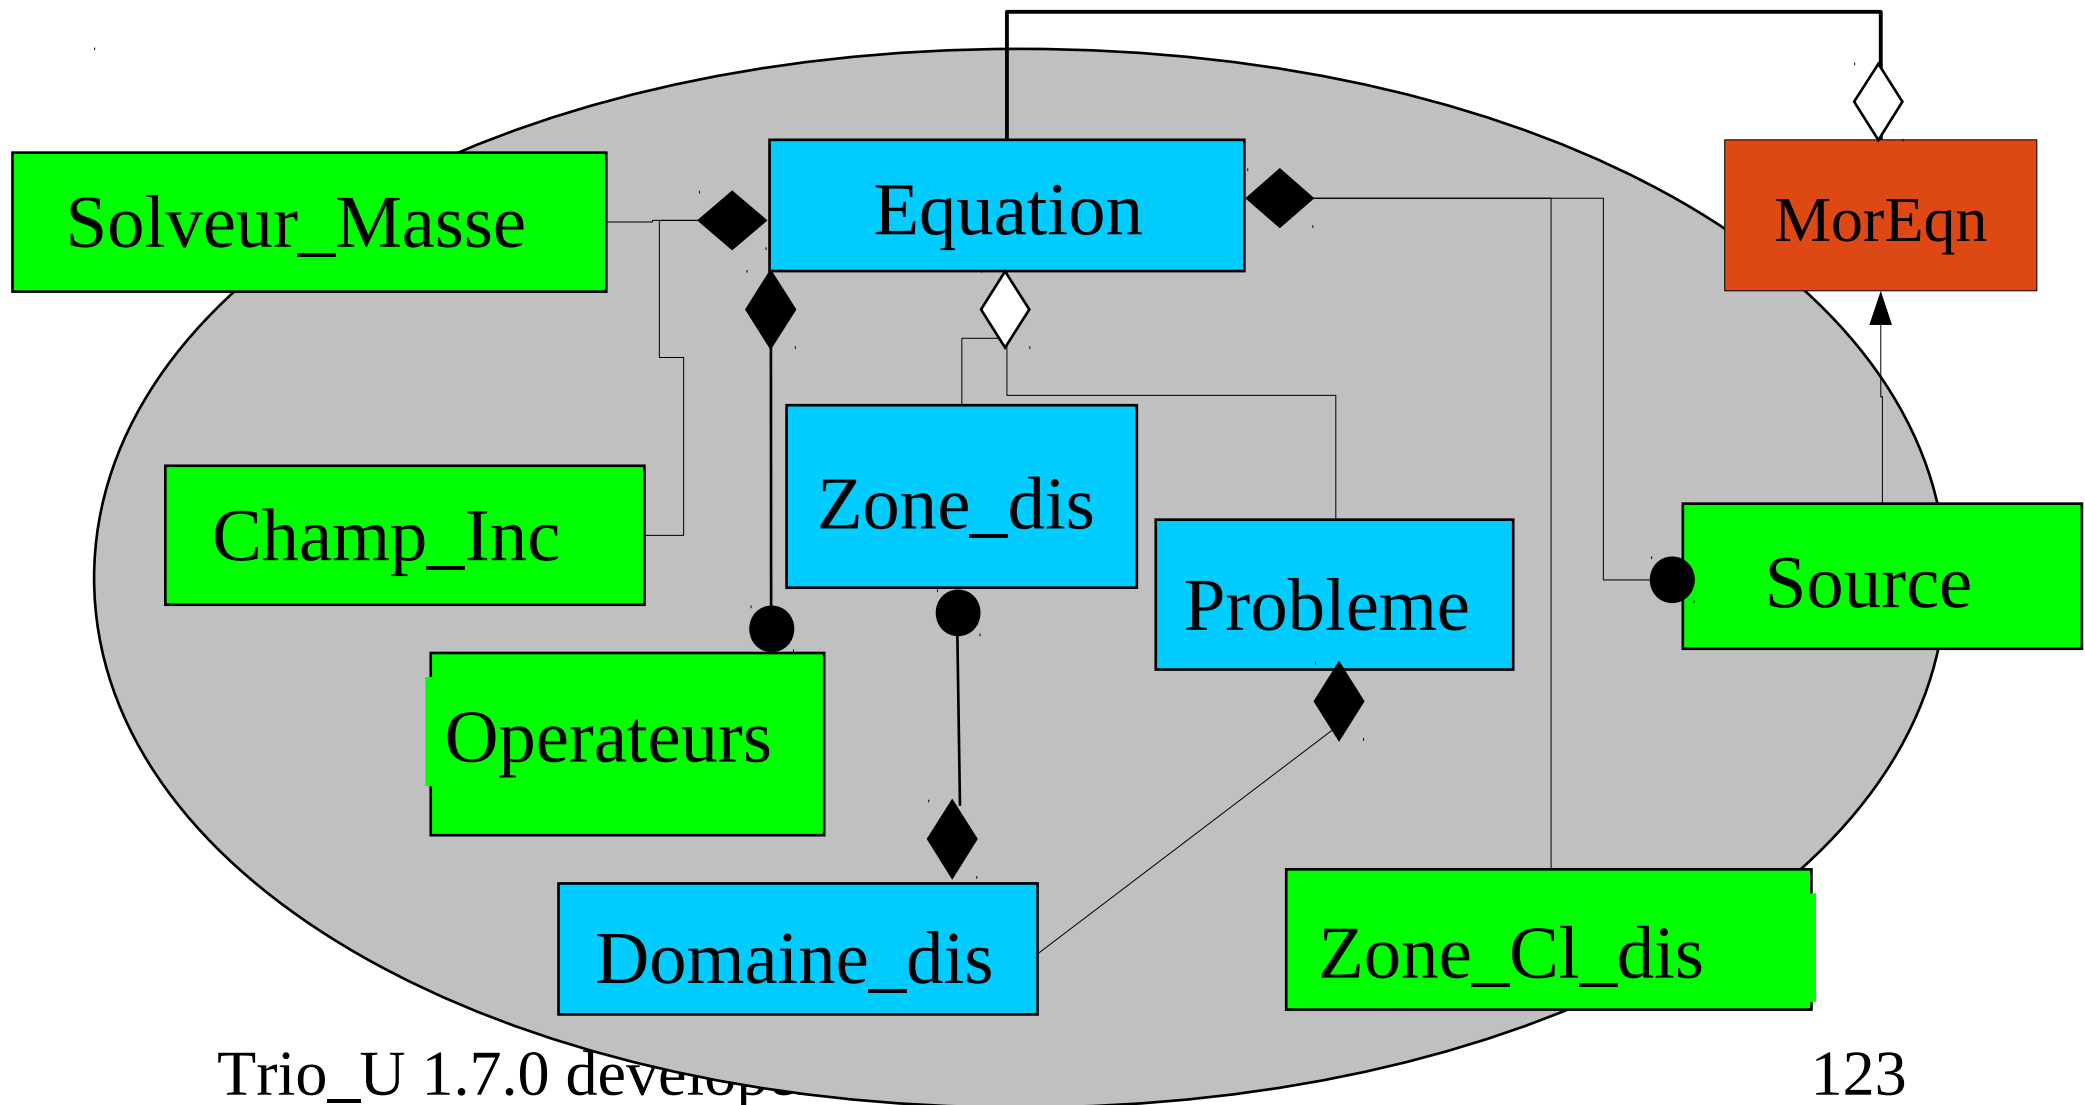 Solveur_Masse
Equation
MorEqn
Zone_dis
Champ_Inc
Probleme
Source
Operateurs
Domaine_dis
Zone_Cl_dis
Trio_U 1.7.0
123